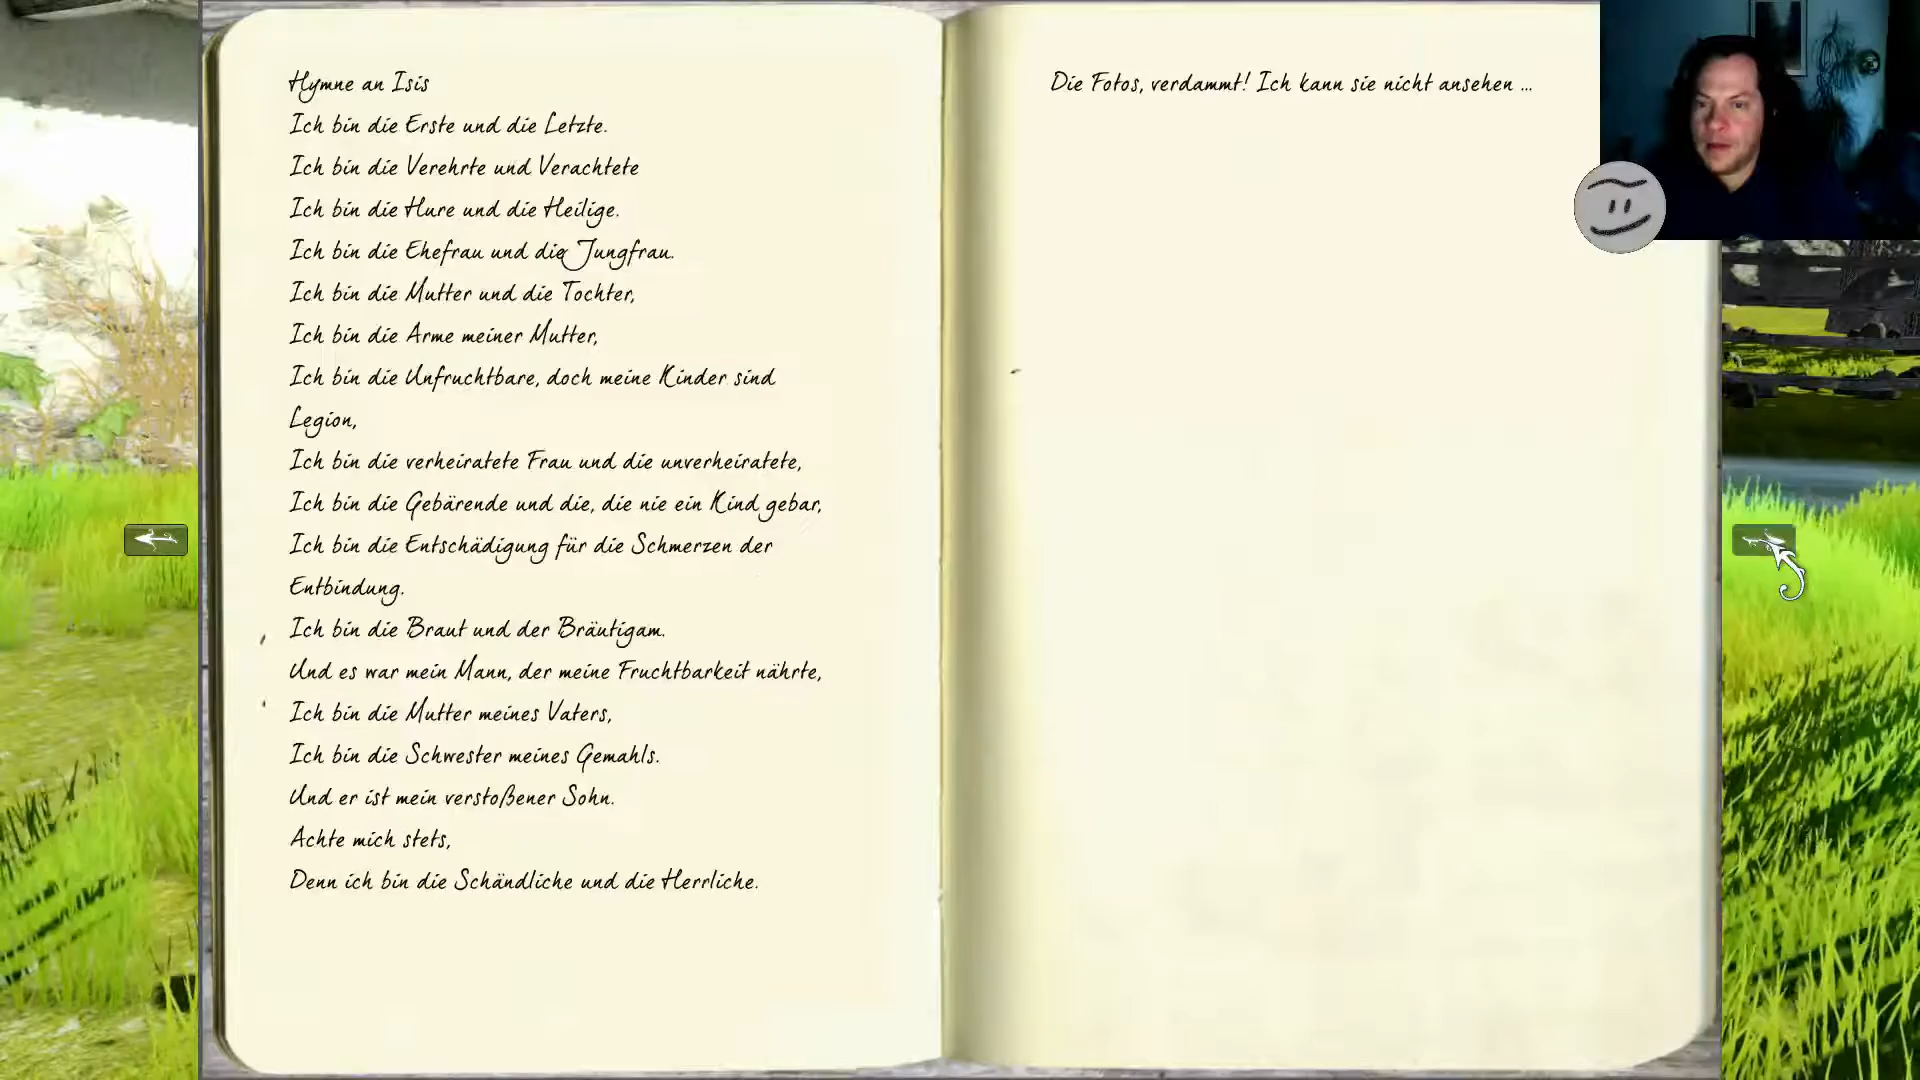 Hymne an Isis
Ich bin die Erste und die Letzte.
Ich bin die Verehrte und Verachtete
Ich bin die Hure und die Heilige.
Ich bin die Ehefrau und die Jungfrau.
Ich bin die Mutter und die Tochter,
Ich bin die Arme meiner Mutter,
Ich bin die Unfruchtbare, doch meine Kinder sind
Legion,
Ich bin die verheiratete Frau und die unverheiratete,
Ich bin die Gebärende und die, die nie ein Kind gebar,
Ich bin die Entschädigung für die Schmerzen der
Entbindung.
Ich bin die Braut und der Bräutigam.
Und es war mein Mann, der meine Fruchtbarkeit nährte,
Ich bin die Mutter meines Vaters,
Ich bin die Schwester meines Gemahls.
Und er ist mein verstoßener Sohn.
Achte mich stets,
Denn ich bin die Schändliche und die Herrliche.
Die Fotos, verdammt! Ich kann sie nicht ansehen ...